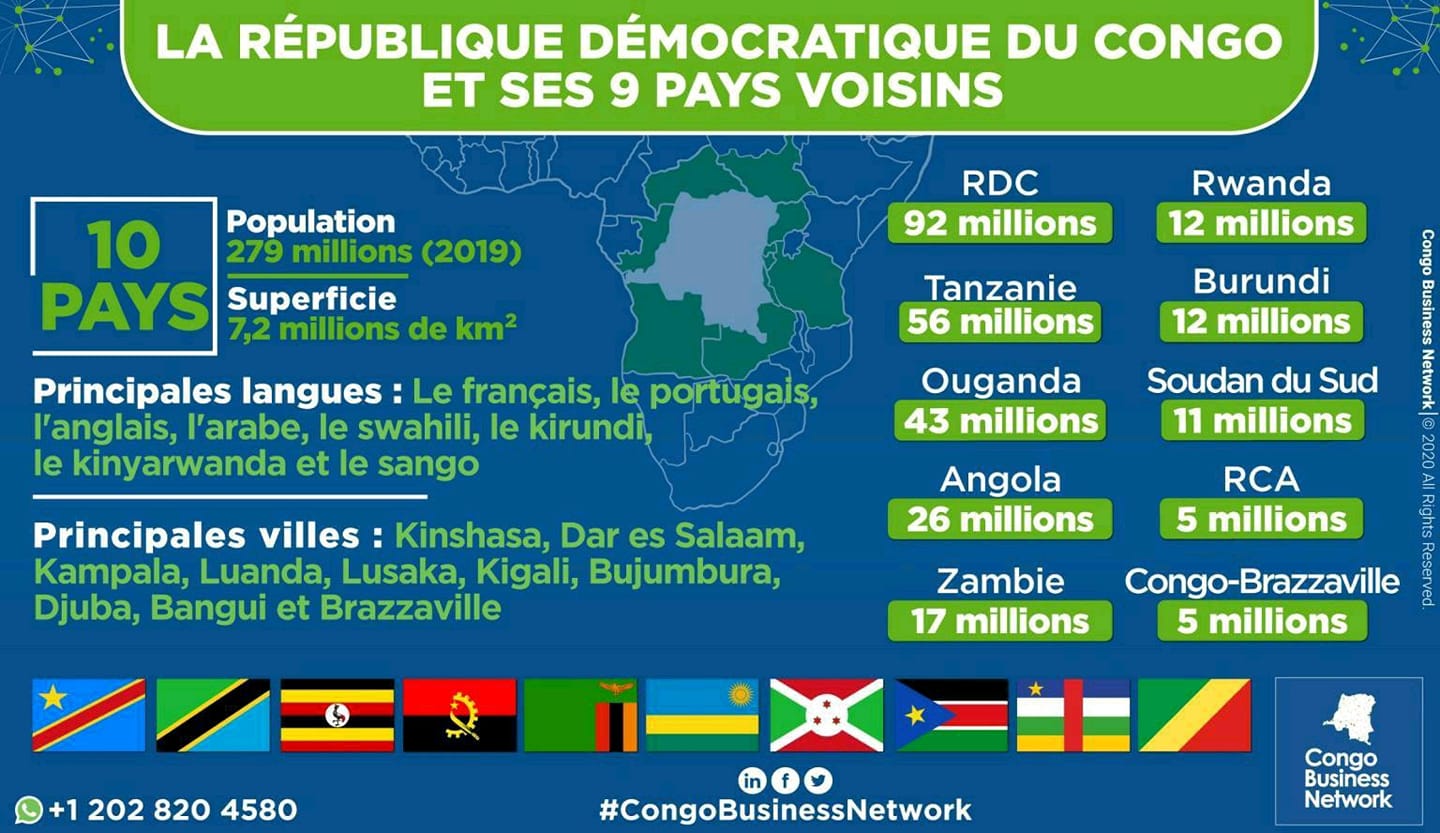 LA RÉPUBLIQUE DÉMOCRATIQUE DU CONGO
ET SES 9 PAYS VOISINS
10
PAYS
Population
279 millions (2019)
Superficie
7,2 millions de km²
Principales langues : Le français, le portugais,
l'anglais, l'arabe, le swahili, le kirundi,
le kinyarwanda et le sango
Principales villes : Kinshasa, Dar es Salaam,
Kampala, Luanda, Lusaka, Kigali, Bujumbura,
Djuba, Bangui et Brazzaville
RDC
92 millions
Tanzanie
56 millions
Ouganda
43 millions
Angola
26 millions
Zambie
17 millions
Rwanda
12 millions
Burundi
12 millions
Soudan du Sud
11 millions
RCA
5 millions
Congo-Brazzaville
5 millions
Congo Business Network | © 2020 All Rights Reserved.
+1 202 820 4580
#CongoBusinessNetwork
Congo
Business
Network